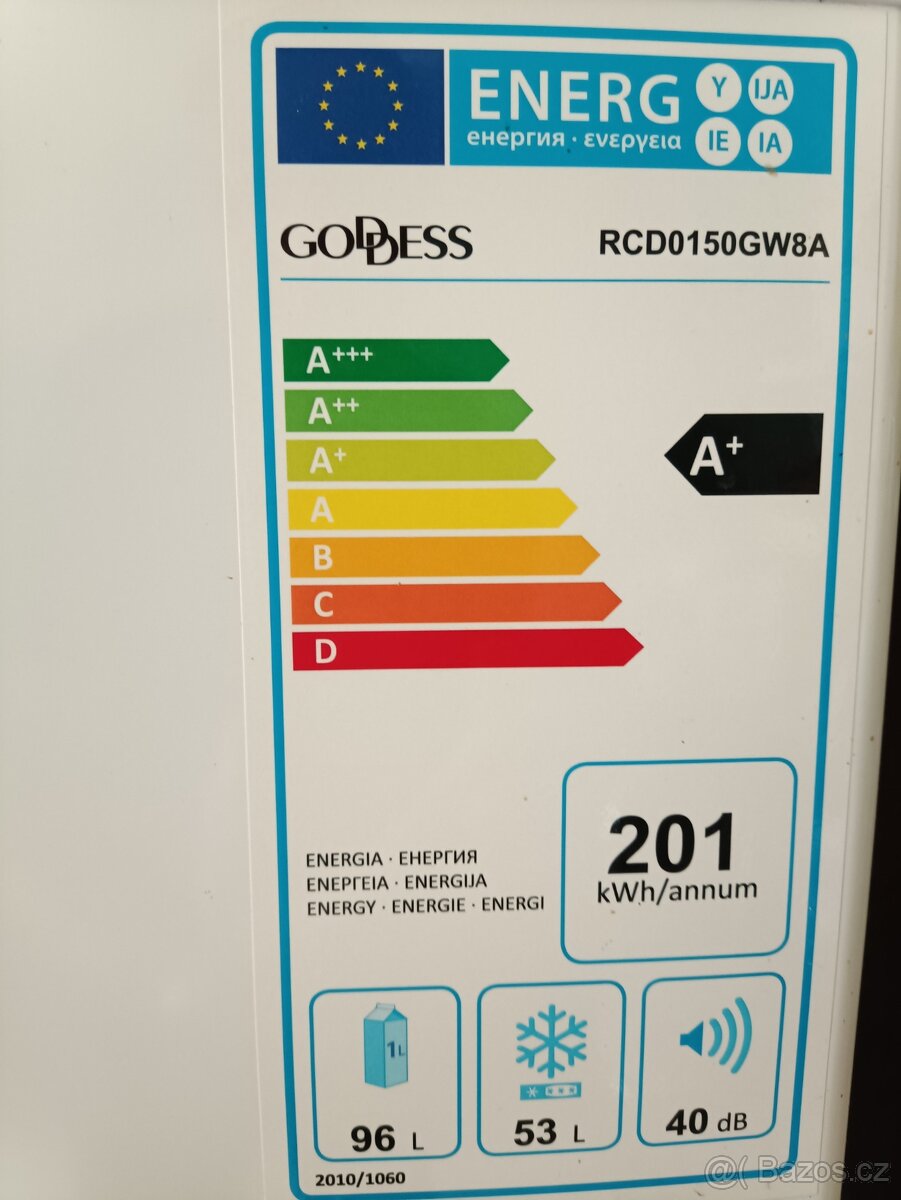 ENERG Y IJA
енергия · ενεργεια IE IA
GODDESS RCD0150GW8A
A+++
A++
A+
A+
A
B
C
D
201
kWh/annum
ENERGIA · ЕНЕРГИЯ
ΕΝΕΡΓΕΙΑ · ENERGIJA
ENERGY · ENERGIE · ENERGI
1L
96 L
53 L
40 dB
2010/1060
@( Bazos.cz